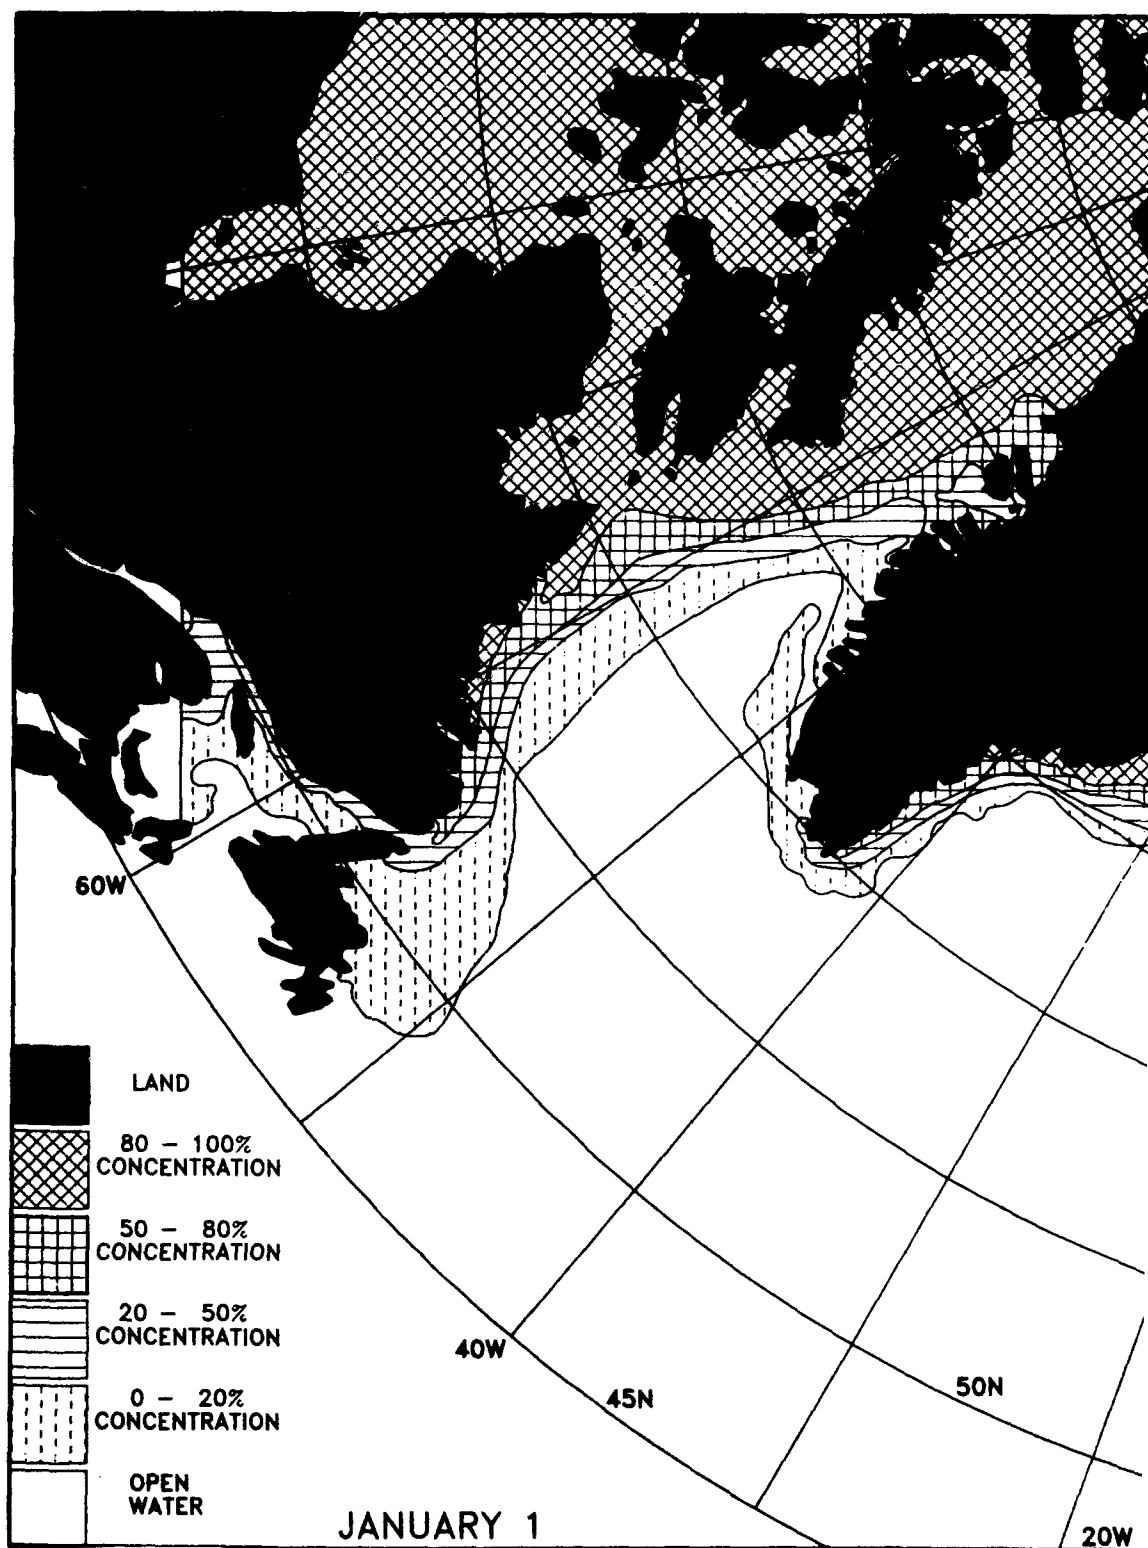 60W
LAND
80 – 100%
CONCENTRATION
50 – 80%
CONCENTRATION
20 – 50%
CONCENTRATION
0 – 20%
CONCENTRATION
OPEN
WATER
40W
45N
50N
20W
JANUARY 1